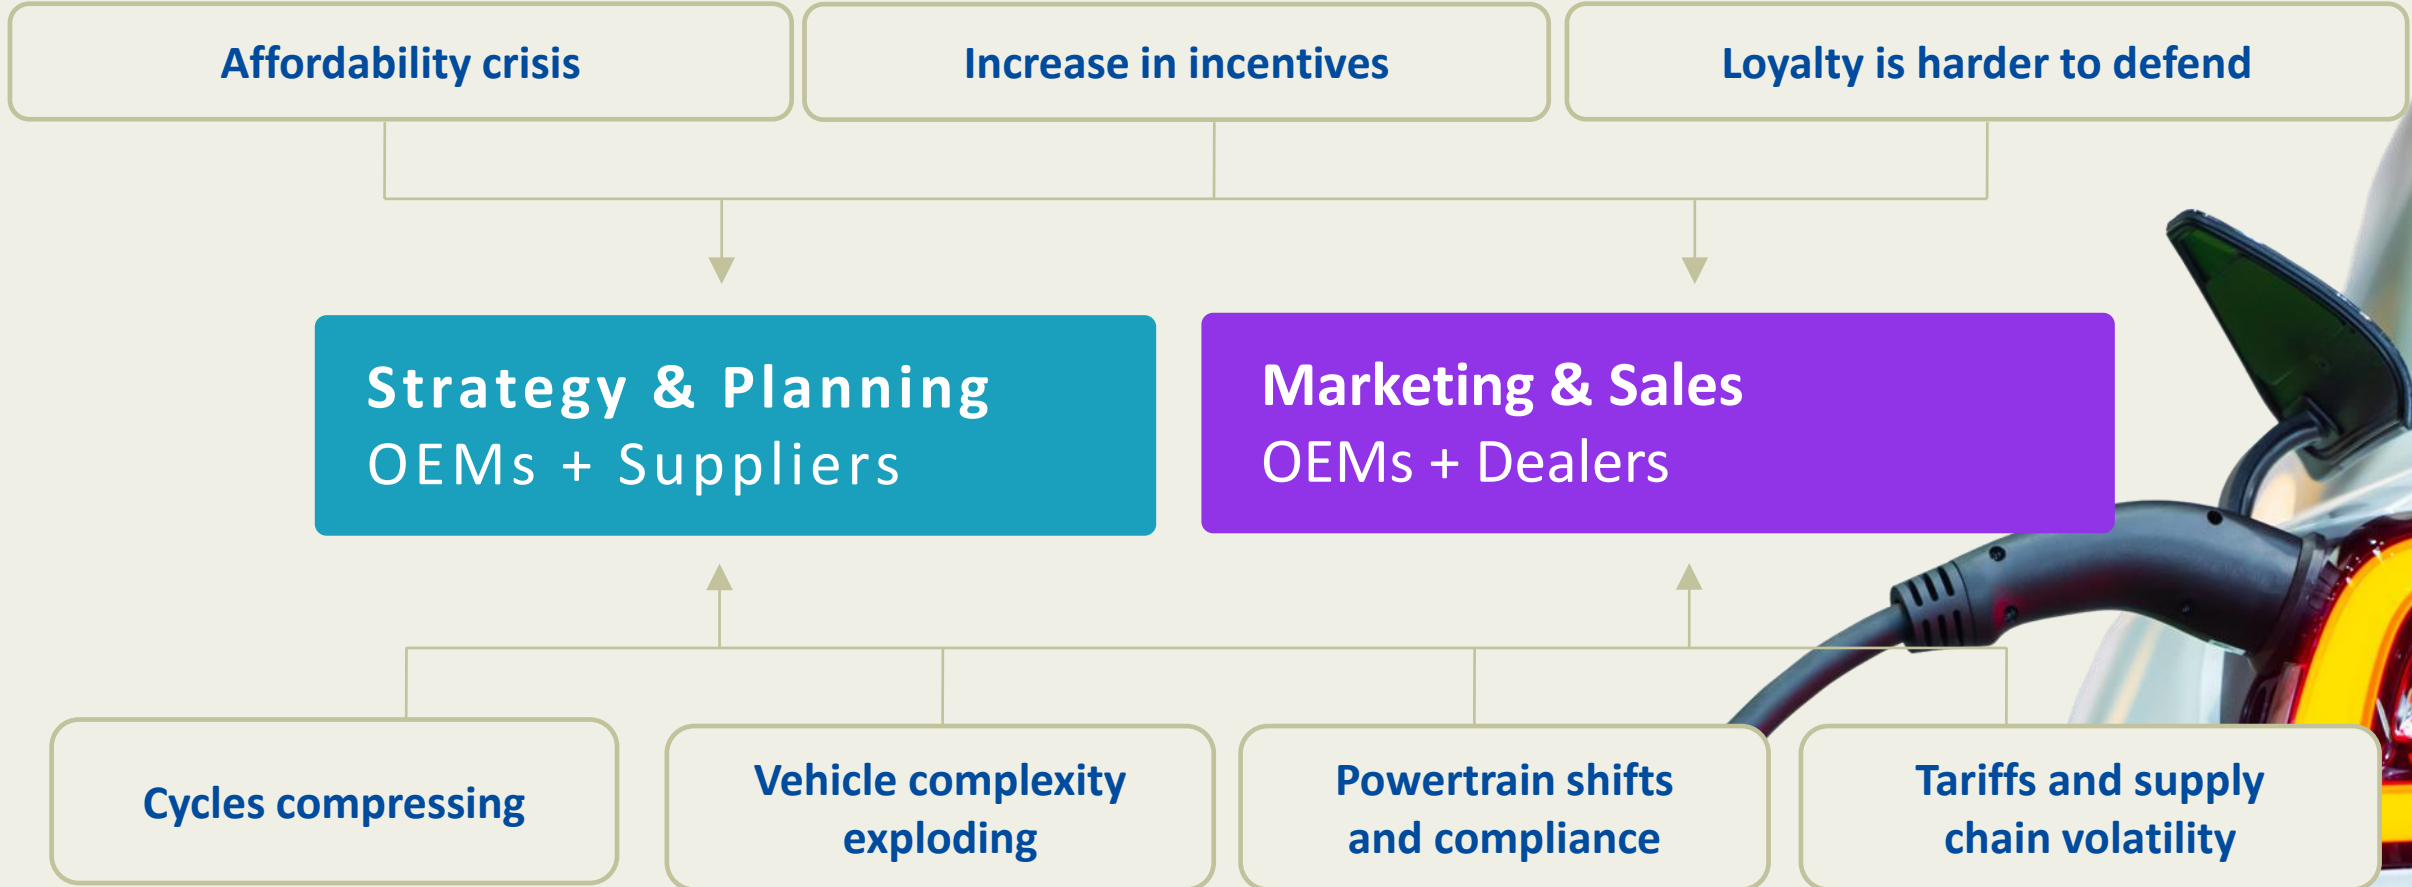 Affordability crisis
Increase in incentives
Loyalty is harder to defend
Strategy & Planning
OEMs + Suppliers
Marketing & Sales
OEMs + Dealers
Cycles compressing
Vehicle complexity
exploding
Powertrain shifts
and compliance
Tariffs and supply
chain volatility